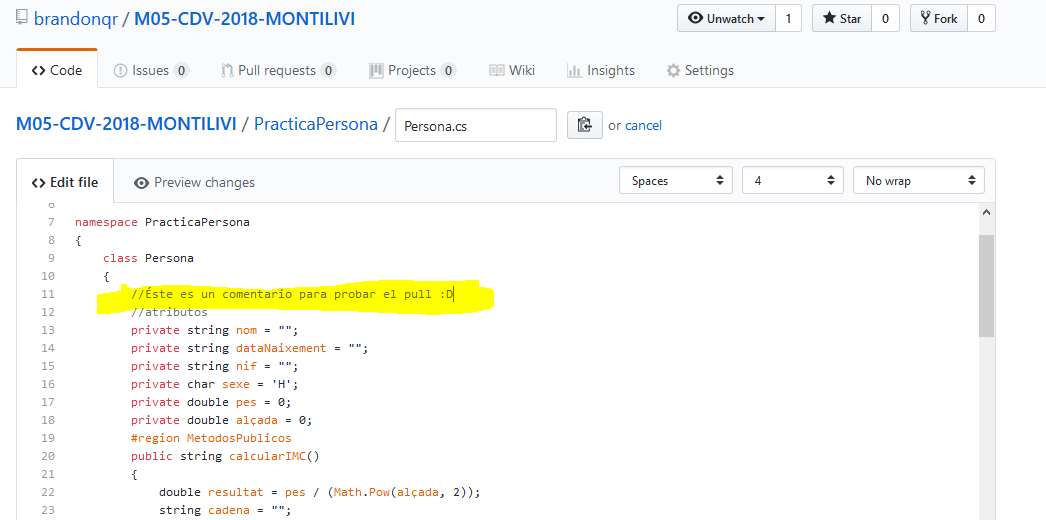 brandonqr / M05-CDV-2018-MONTILIVI
Unwatch 1 Star 0 Fork 0
Code Issues 0 Pull requests 0 Projects 0 Wiki Insights Settings
M05-CDV-2018-MONTILIVI / PracticaPersona / Persona.cs or cancel
Edit file Preview changes Spaces 4 No wrap
6
7 namespace PracticaPersona
8 {
9 class Persona
10 {
11 //Éste es un comentario para probar el pull :D
12 //atributos
13 private string nom = "";
14 private string dataNaixement = "";
15 private string nif = "";
16 private char sexe = 'H';
17 private double pes = 0;
18 private double alçada = 0;
19 #region MetodosPublicos
20 public string calcularIMC()
21 {
22 double resultat = pes / (Math.Pow(alçada, 2));
23 string cadena = "";